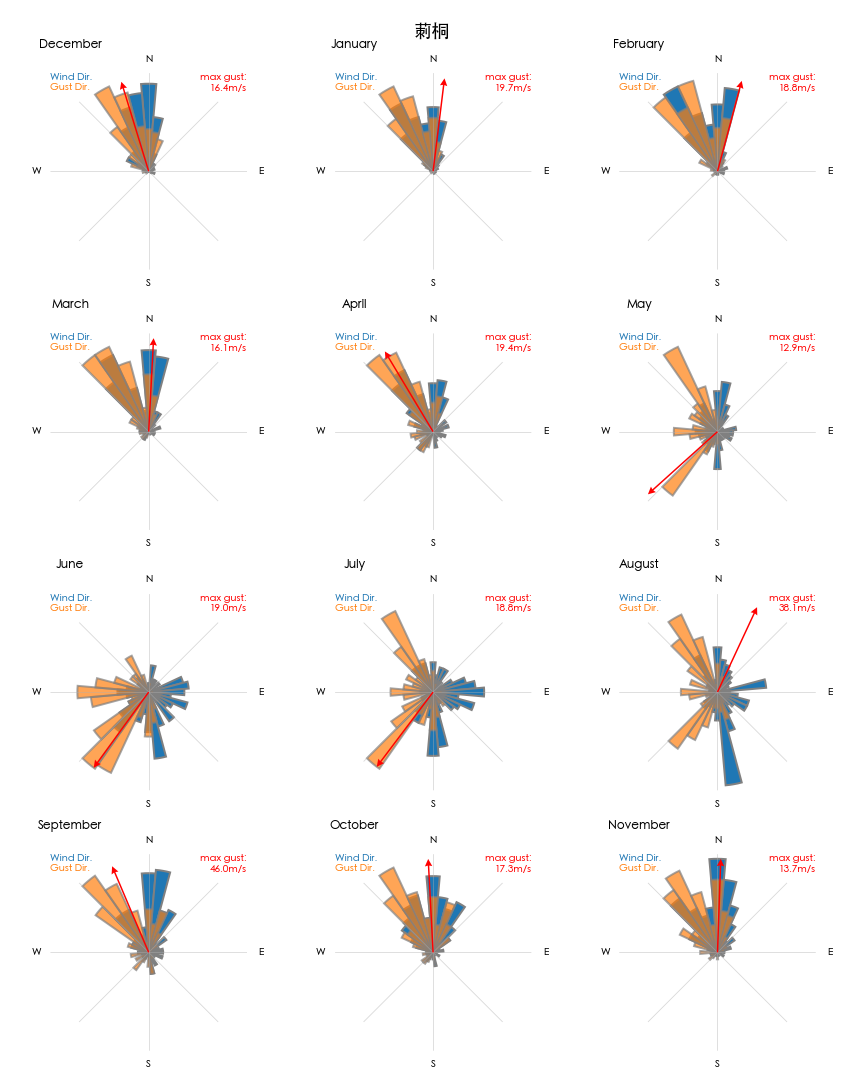 莿桐
December
N
Wind Dir.
Gust Dir.
max gust:
16.4m/s
W
E
S
January
N
Wind Dir.
Gust Dir.
max gust:
19.7m/s
W
E
S
February
N
Wind Dir.
Gust Dir.
max gust:
18.8m/s
W
E
S
March
N
Wind Dir.
Gust Dir.
max gust:
16.1m/s
W
E
S
April
N
Wind Dir.
Gust Dir.
max gust:
19.4m/s
W
E
S
May
N
Wind Dir.
Gust Dir.
max gust:
12.9m/s
W
E
S
June
N
Wind Dir.
Gust Dir.
max gust:
19.0m/s
W
E
S
July
N
Wind Dir.
Gust Dir.
max gust:
18.8m/s
W
E
S
August
N
Wind Dir.
Gust Dir.
max gust:
38.1m/s
W
E
S
September
N
Wind Dir.
Gust Dir.
max gust:
46.0m/s
W
E
S
October
N
Wind Dir.
Gust Dir.
max gust:
17.3m/s
W
E
S
November
N
Wind Dir.
Gust Dir.
max gust:
13.7m/s
W
E
S